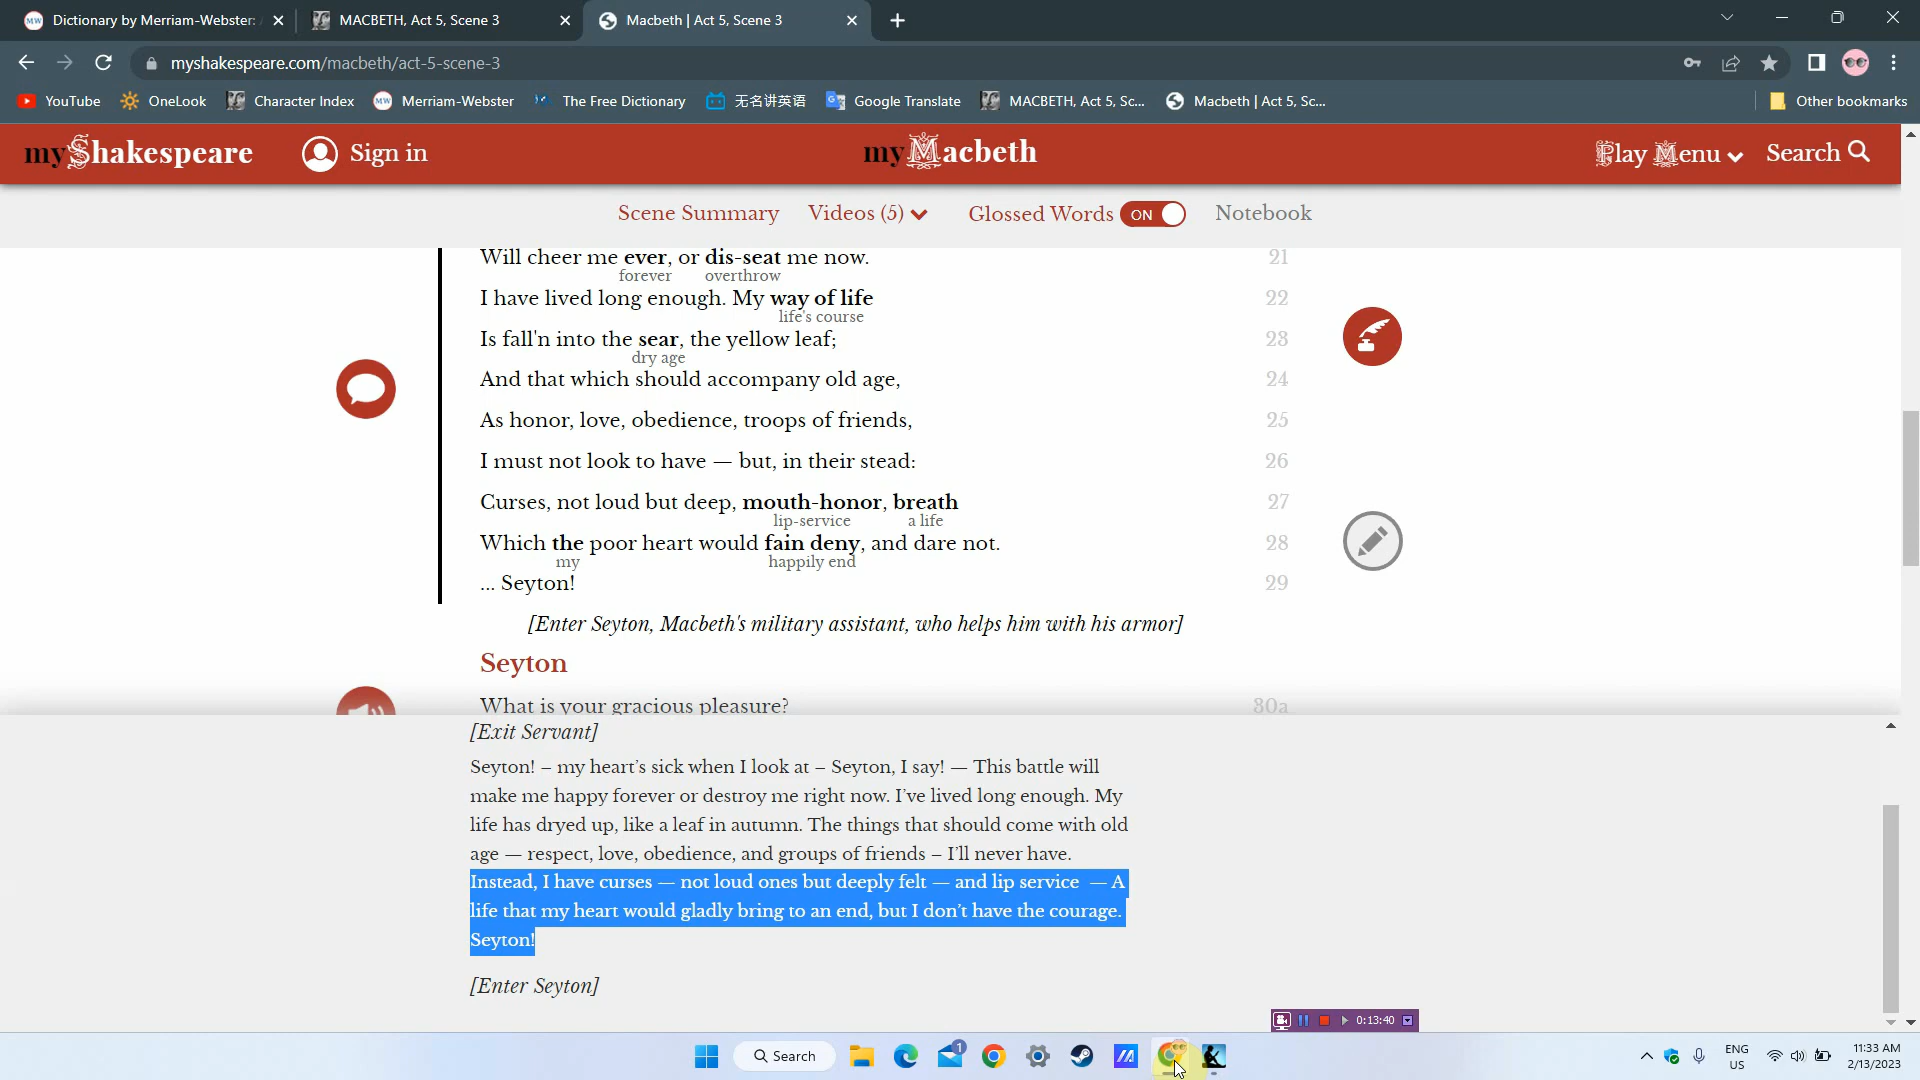 Dictionary by Merriam-Webster:
MACBETH, Act 5, Scene 3
Macbeth | Act 5, Scene 3
myshakespeare.com/macbeth/act-5-scene-3
YouTube
OneLook
Character Index
Merriam-Webster
The Free Dictionary
无名讲英语
Google Translate
MACBETH, Act 5, Sc...
Macbeth | Act 5, Sc...
Other bookmarks
myShakespeare
Sign in
myMacbeth
Play Menu
Search
Scene Summary
Videos (5)
Glossed Words
ON
Notebook
Will cheer me ever, or dis-seat me now. 21
forever overthrow
I have lived long enough. My way of life 22
life's course
Is fall'n into the sear, the yellow leaf; 23
dry age
And that which should accompany old age, 24
As honor, love, obedience, troops of friends, 25
I must not look to have — but, in their stead: 26
Curses, not loud but deep, mouth-honor, breath 27
lip-service a life
Which the poor heart would fain deny, and dare not. 28
my happily end
... Seyton! 29
[Enter Seyton, Macbeth's military assistant, who helps him with his armor]
Seyton
What is your gracious pleasure? 30a
[Exit Servant]
Seyton! – my heart’s sick when I look at – Seyton, I say! — This battle will
make me happy forever or destroy me right now. I’ve lived long enough. My
life has dryed up, like a leaf in autumn. The things that should come with old
age — respect, love, obedience, and groups of friends – I’ll never have.
Instead, I have curses — not loud ones but deeply felt — and lip service — A
life that my heart would gladly bring to an end, but I don’t have the courage.
Seyton!
[Enter Seyton]
0:13:40
Search
1
ENG
US
11:33 AM
2/13/2023